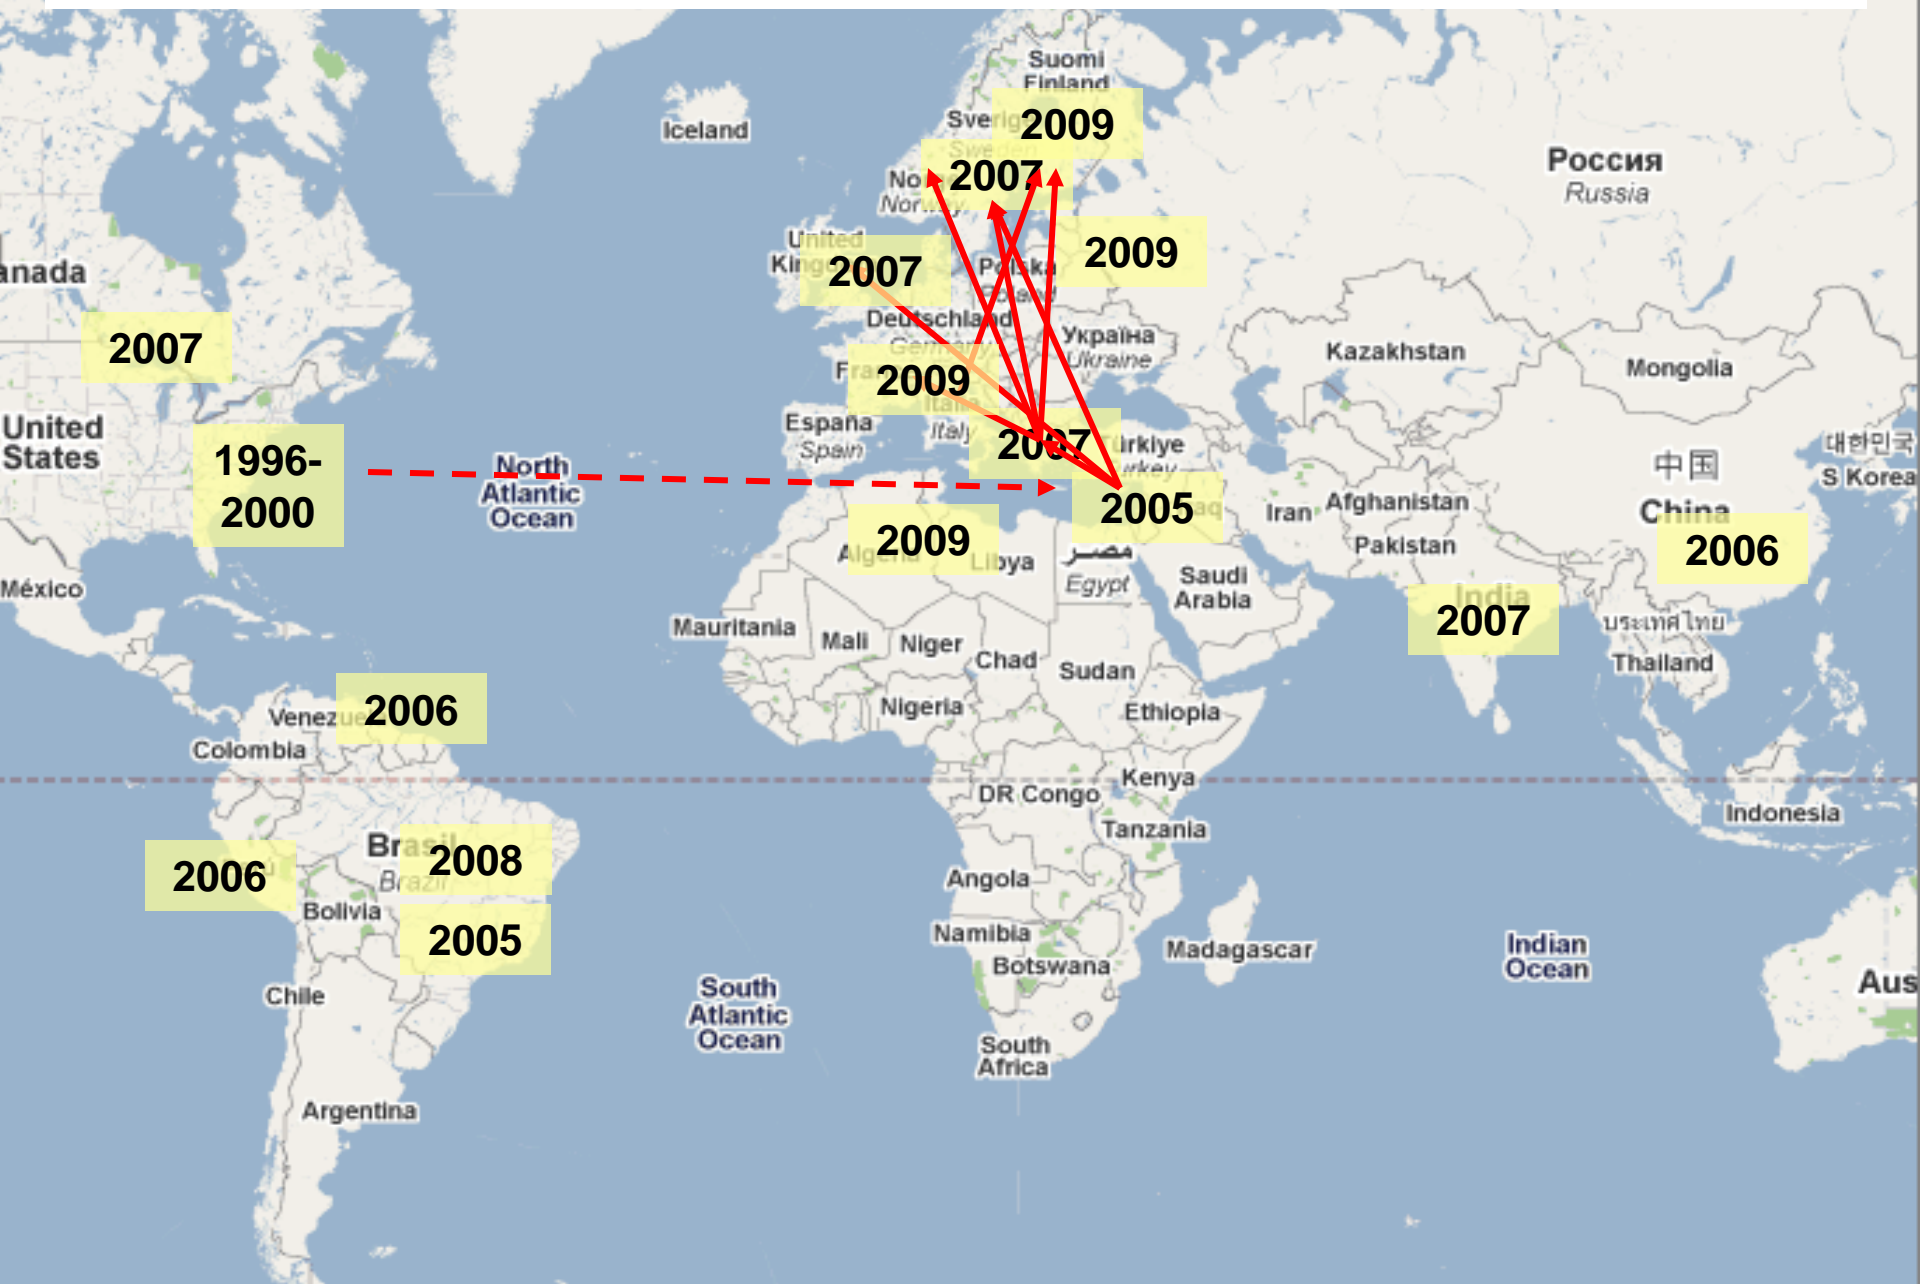 Suomi
Finland
2009
Iceland
2007
Россия
Russia
Norway
United
2007
2009
anada
Polska
Poland
Deutschland
Germany
Україна
Ukraine
2007
Kazakhstan
Mongolia
2009
Italia
Italy
España
Spain
United
States
1996-
2000
North
Atlantic
Ocean
2007
ürkiye
2005
대한민국
S Korea
中国
China
2006
Iran
Afghanistan
Pakistan
2009
Algeria
Libya
مصر
Egypt
Saudi
Arabia
India
2007
México
Mauritania
Mali
Niger
Chad
Sudan
ประเทศไทย
Thailand
2006
Colombia
Nigeria
Ethiopia
Kenya
DR Congo
Tanzania
Indonesia
Brasil
Brazil
2008
2006
Bolivia
2005
Angola
Namibia
Botswana
Madagascar
Indian
Ocean
Aus
Chile
South
Atlantic
Ocean
South
Africa
Argentina